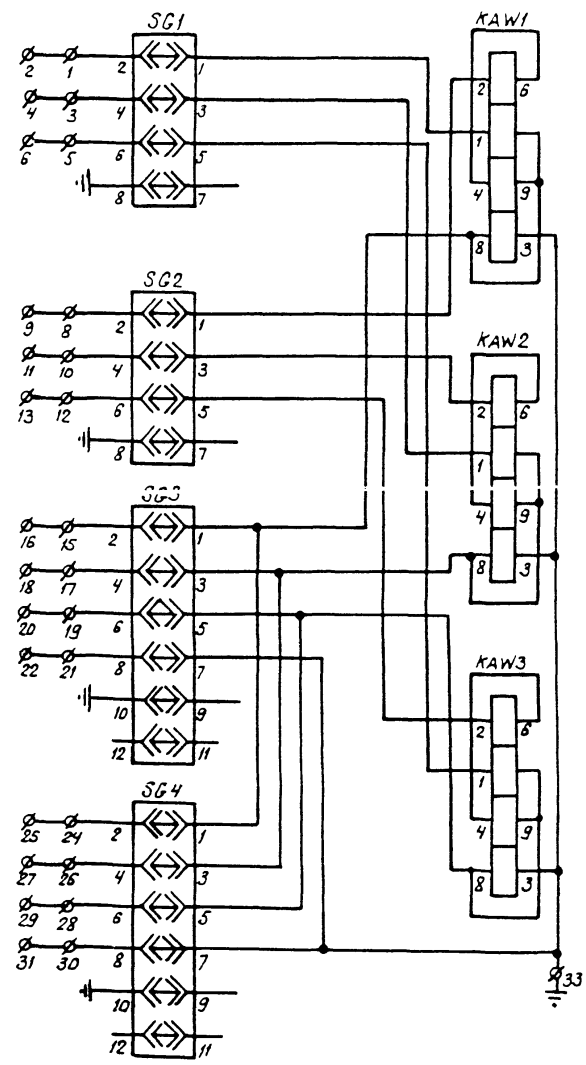 SG1
2 1 2 1
4 3 4 3
6 5 6 5
8 7
SG2
9 8 2 1
11 10 4 3
13 12 6 5
8 7
SG3
16 15 2 1
18 17 4 3
20 19 6 5
22 21 8 7
10 9
12 11
SG4
25 24 2 1
27 26 4 3
29 28 6 5
31 30 8 7
10 9
12 11
KAW1
2 6
1
4 9
8 3
KAW2
2 6
1
4 9
8 3
KAW3
2 6
1
4 9
8 3
33